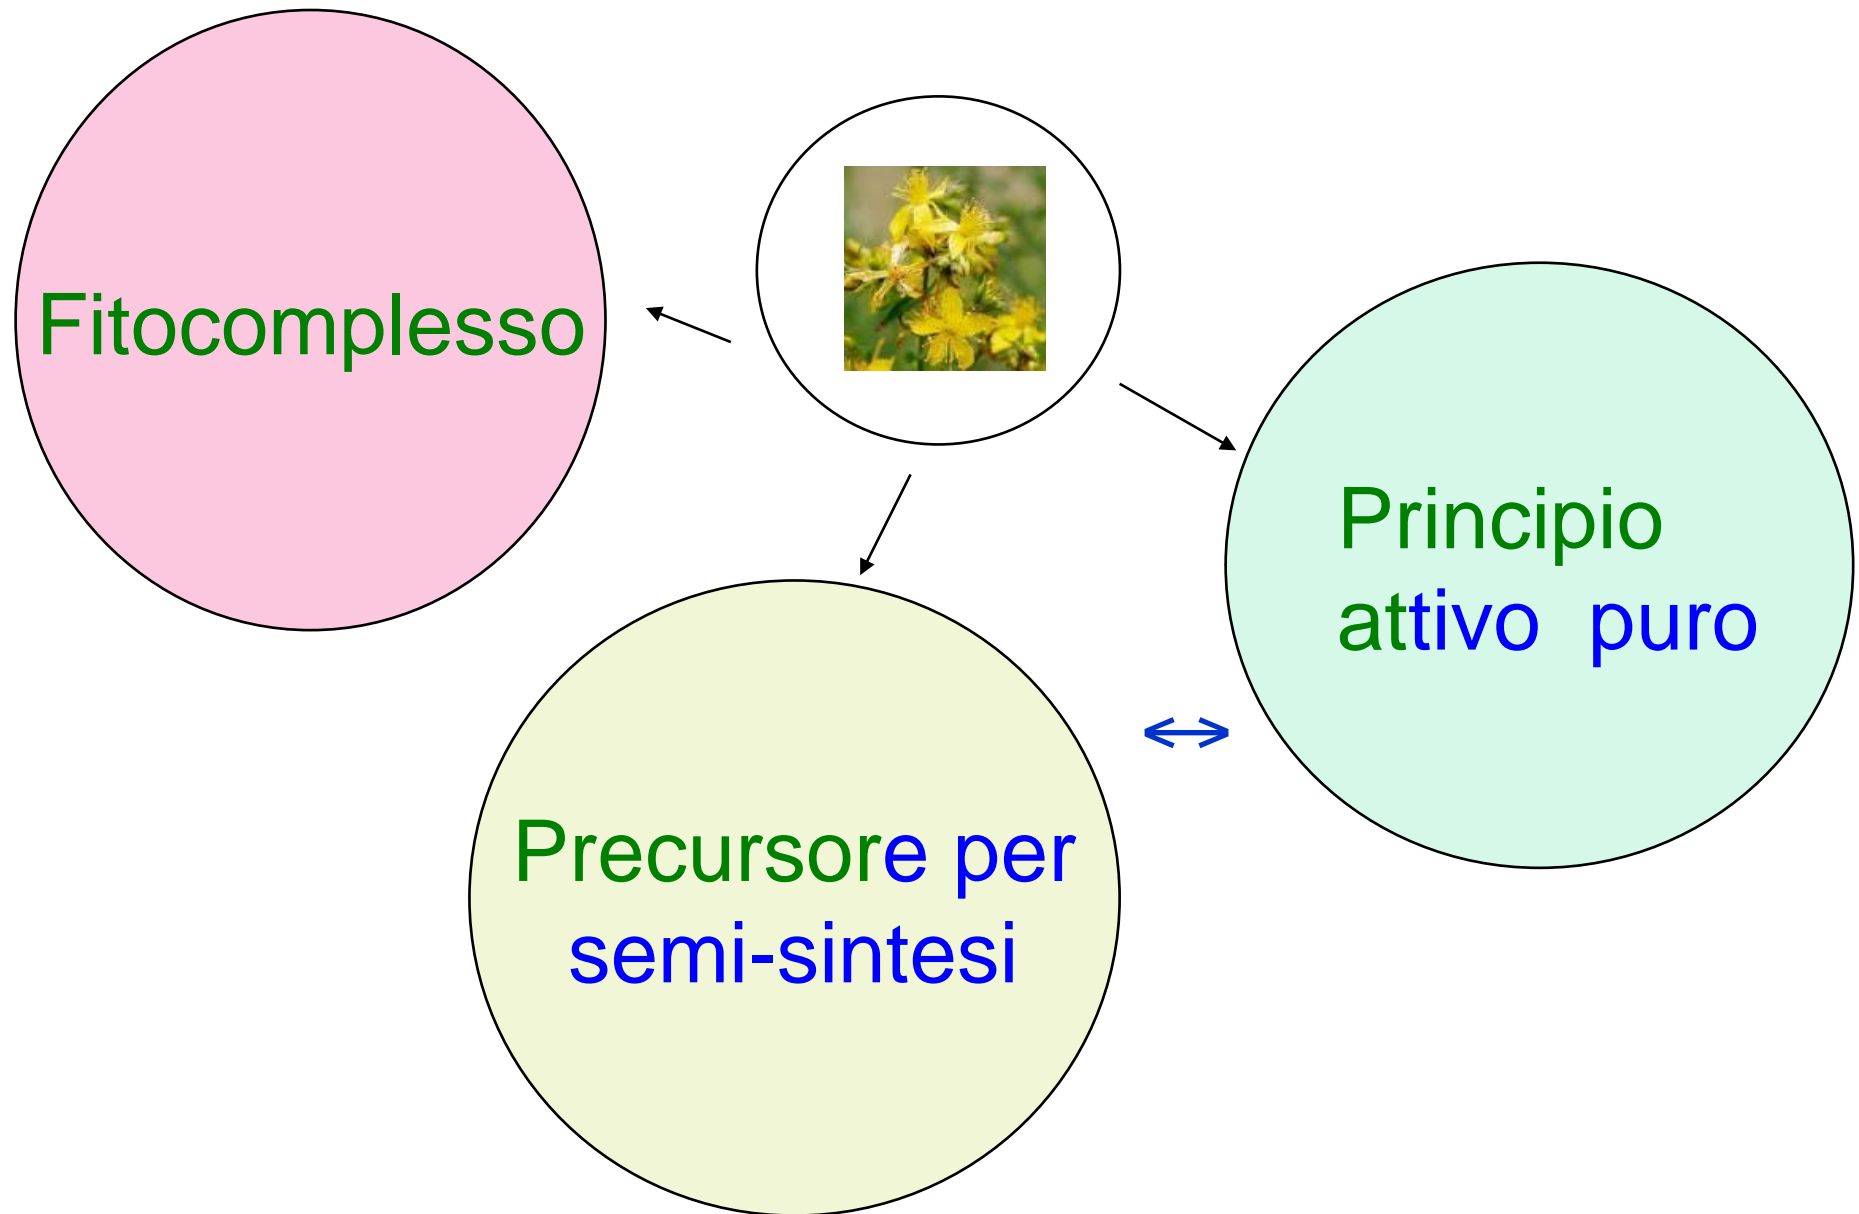 Fitocomplesso
Principio
attivo puro
Precursore per
semi-sintesi